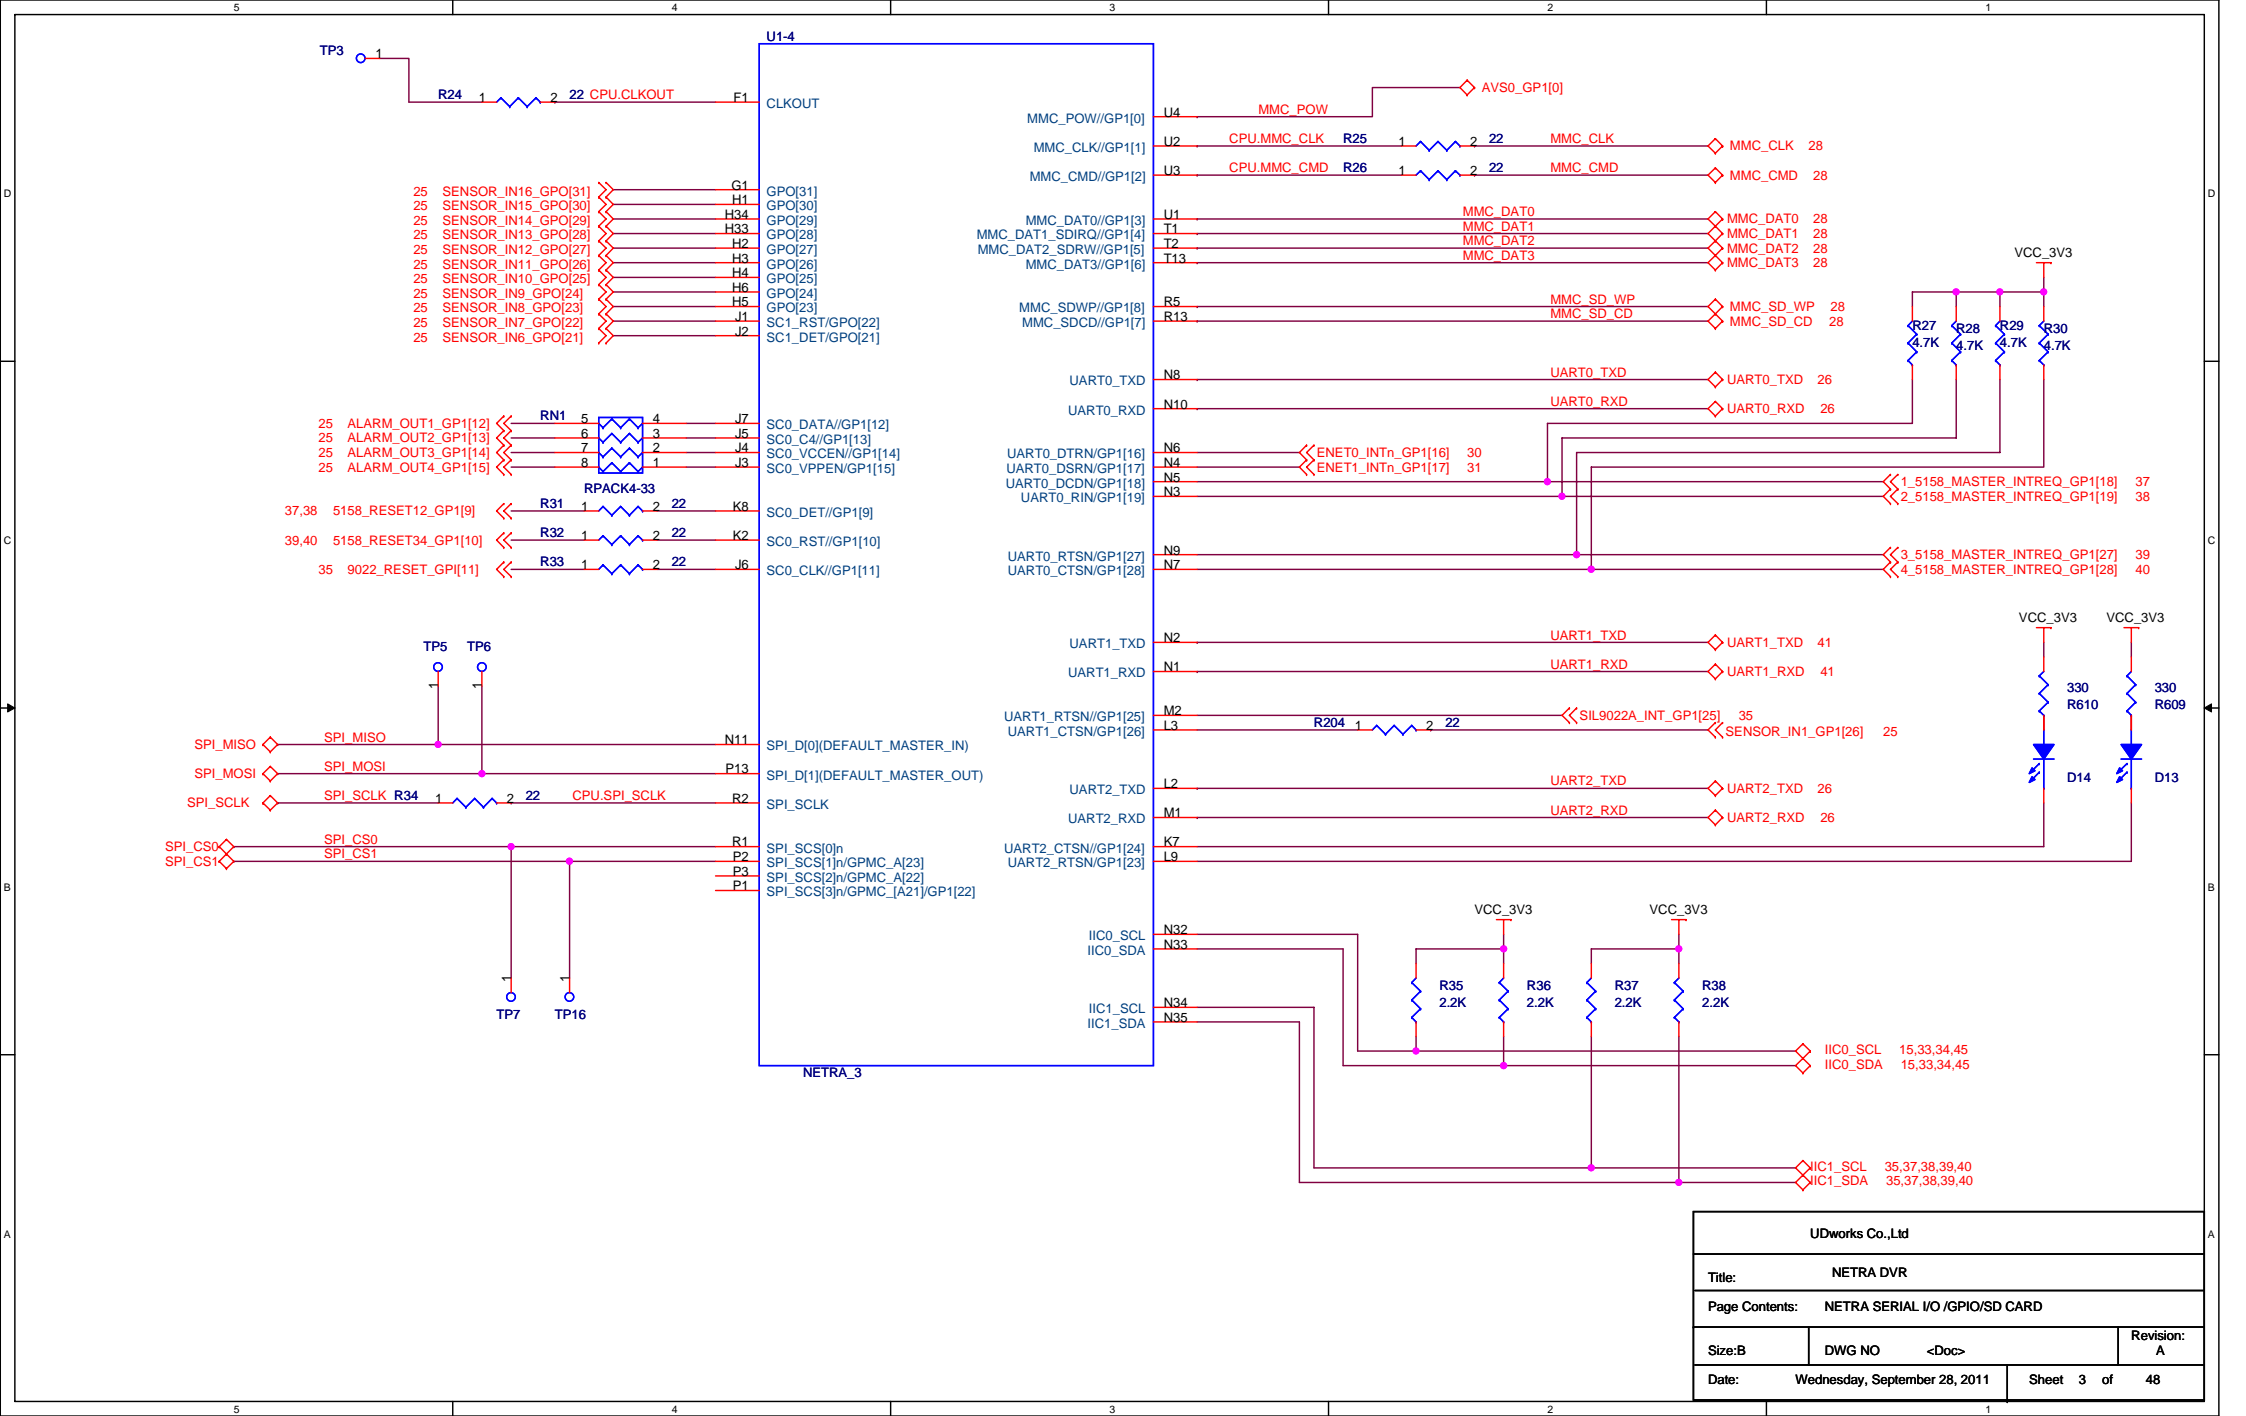 5 4 3 2 1
U1-4
TP3 1
R24 1 2 22 CPU.CLKOUT F1 CLKOUT
D
25 SENSOR_IN16_GPO[31] G1 GPO[31]
25 SENSOR_IN15_GPO[30] H1 GPO[30]
25 SENSOR_IN14_GPO[29] H34 GPO[29]
25 SENSOR_IN13_GPO[28] H33 GPO[28]
25 SENSOR_IN12_GPO[27] H2 GPO[27]
25 SENSOR_IN11_GPO[26] H3 GPO[26]
25 SENSOR_IN10_GPO[25] H4 GPO[25]
25 SENSOR_IN9_GPO[24] H6 GPO[24]
25 SENSOR_IN8_GPO[23] H5 GPO[23]
25 SENSOR_IN7_GPO[22] J1 SC1_RST/GPO[22]
25 SENSOR_IN6_GPO[21] J2 SC1_DET/GPO[21]
25 ALARM_OUT1_GP1[12] RN1 5 4 J7 SC0_DATA//GP1[12]
25 ALARM_OUT2_GP1[13] 6 3 J5 SC0_C4//GP1[13]
25 ALARM_OUT3_GP1[14] 7 2 J4 SC0_VCCEN//GP1[14]
25 ALARM_OUT4_GP1[15] 8 1 J3 SC0_VPPEN/GP1[15]
RPACK4-33
37,38 5158_RESET12_GP1[9] R31 1 2 22 K8 SC0_DET//GP1[9]
C
39,40 5158_RESET34_GP1[10] R32 1 2 22 K2 SC0_RST//GP1[10]
35 9022_RESET_GPI[11] R33 1 2 22 J6 SC0_CLK//GP1[11]
TP5 TP6
1 1
SPI_MISO SPI_MISO N11 SPI_D[0](DEFAULT_MASTER_IN)
SPI_MOSI SPI_MOSI P13 SPI_D[1](DEFAULT_MASTER_OUT)
SPI_SCLK SPI_SCLK R34 1 2 22 CPU.SPI_SCLK R2 SPI_SCLK
SPI_CS0 SPI_CS0 R1 SPI_SCS[0]n
SPI_CS1 SPI_CS1 P2 SPI_SCS[1]n/GPMC_A[23]
P3 SPI_SCS[2]n/GPMC_A[22]
B
P1 SPI_SCS[3]n/GPMC_[A21]/GP1[22]
1 1
TP7 TP16
NETRA_3
A
AVS0_GP1[0]
MMC_POW//GP1[0] U4 MMC_POW
MMC_CLK//GP1[1] U2 CPU.MMC_CLK R25 1 2 22 MMC_CLK MMC_CLK 28
MMC_CMD//GP1[2] U3 CPU.MMC_CMD R26 1 2 22 MMC_CMD MMC_CMD 28
D
MMC_DAT0//GP1[3] U1 MMC_DAT0 MMC_DAT0 28
MMC_DAT1_SDIRQ//GP1[4] T1 MMC_DAT1 MMC_DAT1 28
MMC_DAT2_SDRW//GP1[5] T2 MMC_DAT2 MMC_DAT2 28
MMC_DAT3//GP1[6] T13 MMC_DAT3 MMC_DAT3 28
VCC_3V3
MMC_SDWP//GP1[8] R5 MMC_SD_WP MMC_SD_WP 28
MMC_SDCD//GP1[7] R13 MMC_SD_CD MMC_SD_CD 28
R27 R28 R29 R30
4.7K 4.7K 4.7K 4.7K
UART0_TXD N8 UART0_TXD UART0_TXD 26
UART0_RXD N10 UART0_RXD UART0_RXD 26
UART0_DTRN/GP1[16] N6 ENET0_INTn_GP1[16] 30
UART0_DSRN/GP1[17] N4 ENET1_INTn_GP1[17] 31
UART0_DCDN/GP1[18] N5 1_5158_MASTER_INTREQ_GP1[18] 37
UART0_RIN/GP1[19] N3 2_5158_MASTER_INTREQ_GP1[19] 38
C
UART0_RTSN/GP1[27] N9 3_5158_MASTER_INTREQ_GP1[27] 39
UART0_CTSN/GP1[28] N7 4_5158_MASTER_INTREQ_GP1[28] 40
VCC_3V3 VCC_3V3
UART1_TXD N2 UART1_TXD UART1_TXD 41
UART1_RXD N1 UART1_RXD UART1_RXD 41
330 330
R610 R609
UART1_RTSN//GP1[25] M2 SIL9022A_INT_GP1[25] 35
UART1_CTSN/GP1[26] L3 R204 1 2 22 SENSOR_IN1_GP1[26] 25
D14 D13
UART2_TXD L2 UART2_TXD UART2_TXD 26
UART2_RXD M1 UART2_RXD UART2_RXD 26
UART2_CTSN//GP1[24] K7
UART2_RTSN/GP1[23] L9
B
VCC_3V3 VCC_3V3
IIC0_SCL N32
IIC0_SDA N33
R35 R36 R37 R38
2.2K 2.2K 2.2K 2.2K
IIC1_SCL N34
IIC1_SDA N35
IIC0_SCL 15,33,34,45
IIC0_SDA 15,33,34,45
IIC1_SCL 35,37,38,39,40
IIC1_SDA 35,37,38,39,40
A
UDworks Co.,Ltd
Title: NETRA DVR
Page Contents: NETRA SERIAL I/O /GPIO/SD CARD
Size:B DWG NO <Doc> Revision: A
Date: Wednesday, September 28, 2011 Sheet 3 of 48
5 4 3 2 1